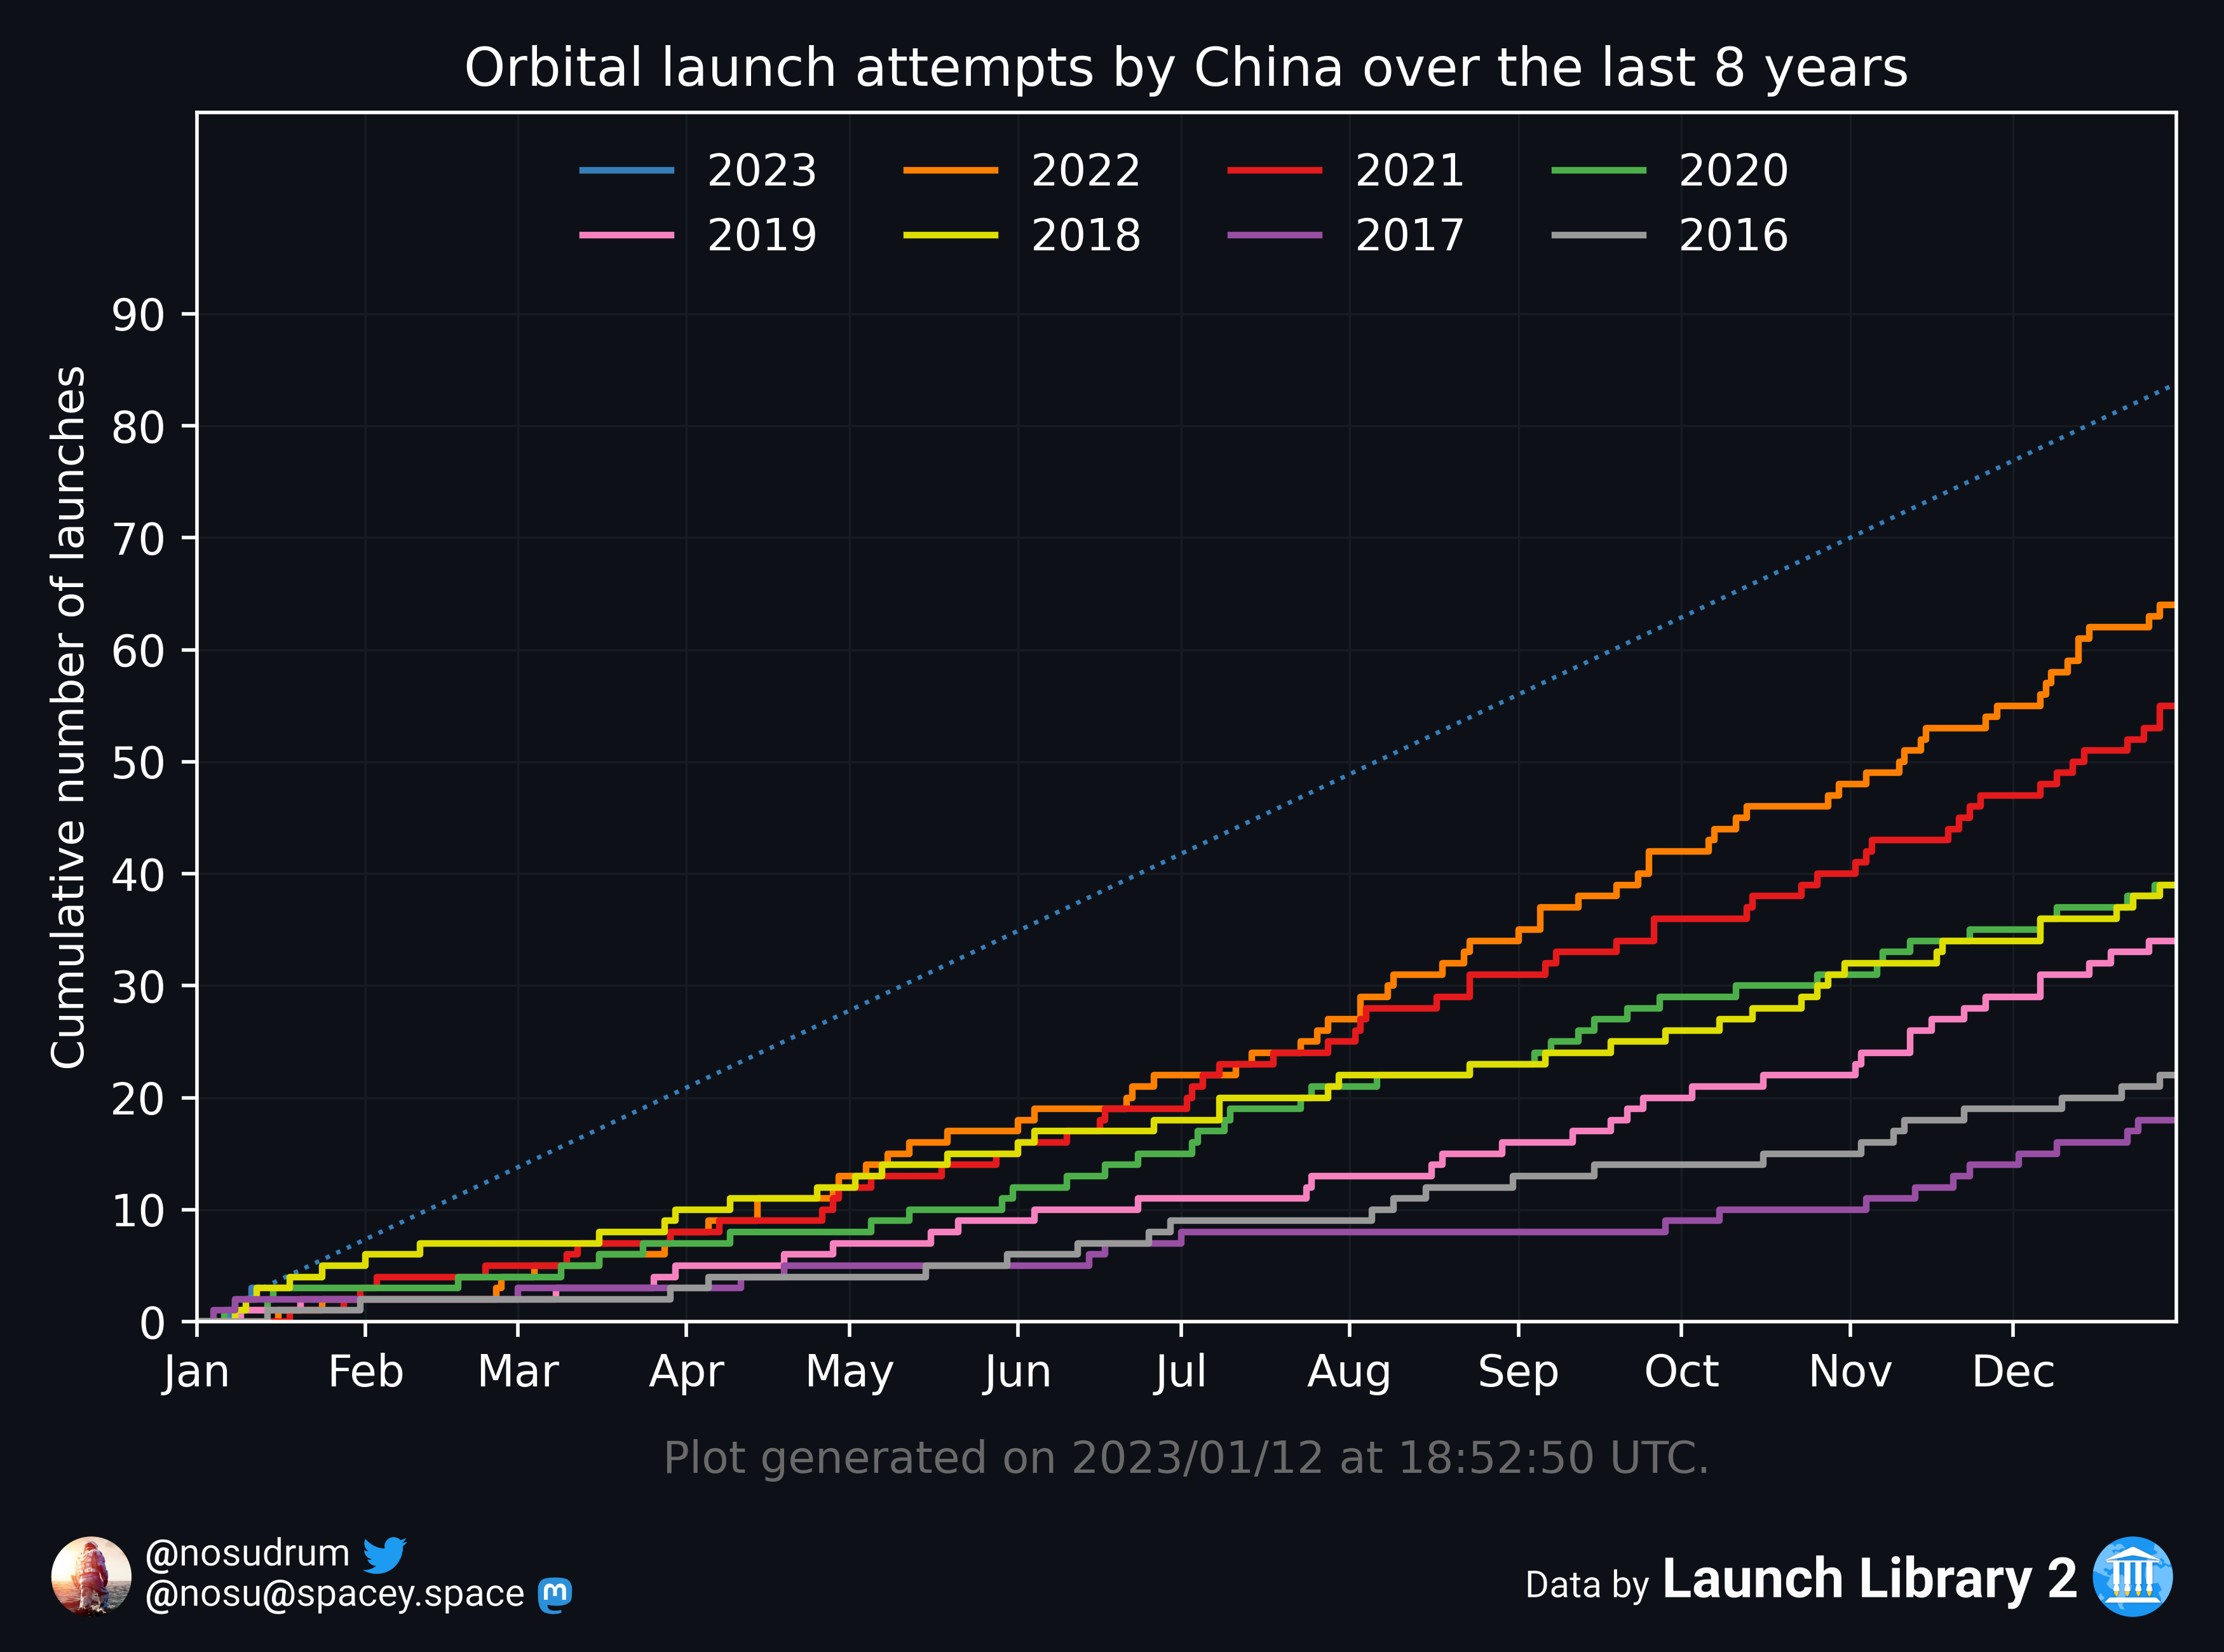 Orbital launch attempts by China over the last 8 years
2023 2022 2021 2020
2019 2018 2017 2016
Cumulative number of launches
90
80
70
60
50
40
30
20
10
0
Jan Feb Mar Apr May Jun Jul Aug Sep Oct Nov Dec
Plot generated on 2023/01/12 at 18:52:50 UTC.
@nosudrum
@nosu@spacey.space
Data by Launch Library 2